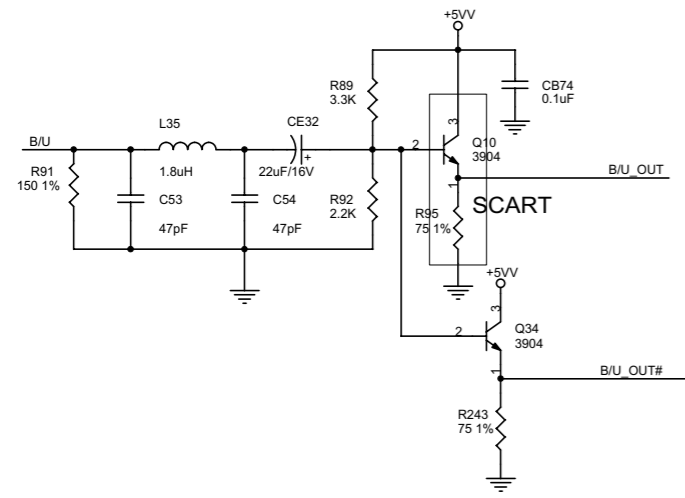 +5VV
R89
3.3K
CB74
0.1uF
L35
CE32
3
B/U
2
Q10
3904
R91
150 1%
1.8uH
22uF/16V
+
B/U_OUT
1
C53
C54
R92
2.2K
47pF
47pF
R95
75 1%
SCART
+5VV
3
2
Q34
3904
1
B/U_OUT#
R243
75 1%